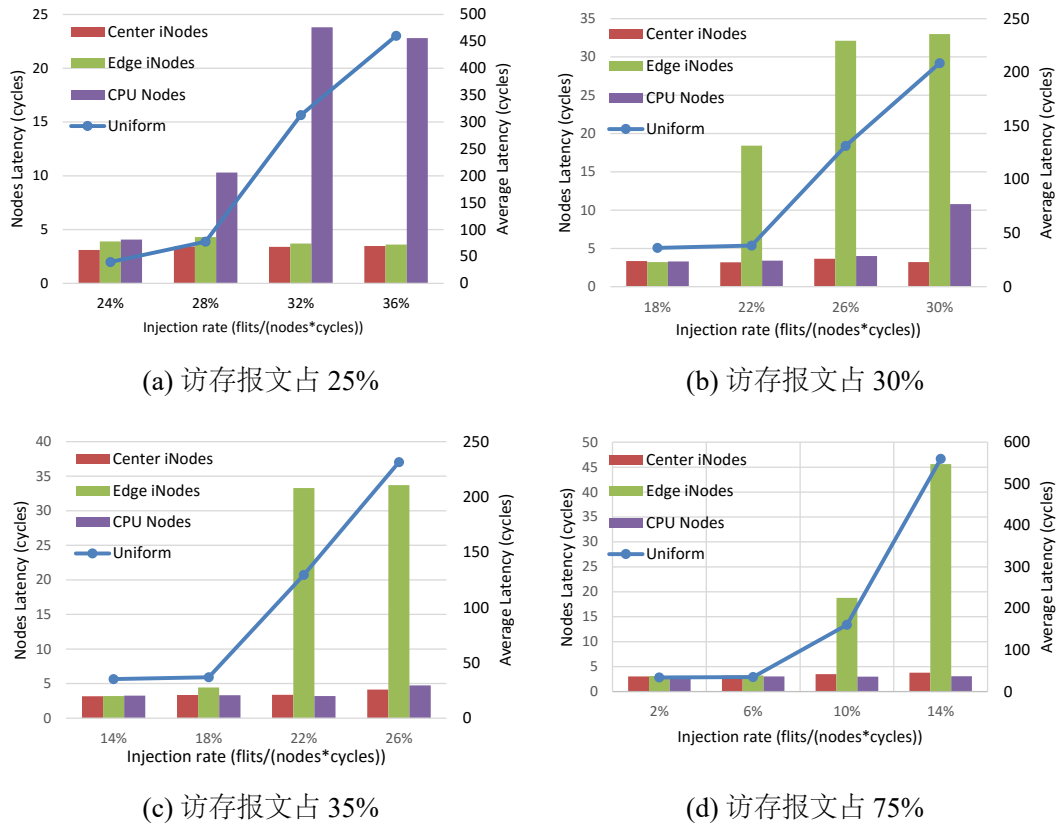 25
20
15
10
5
0
Nodes Latency (cycles)
Center iNodes
Edge iNodes
CPU Nodes
Uniform
500
450
400
350
300
250
200
150
100
50
0
Average Latency (cycles)
24% 28% 32% 36%
Injection rate (flits/(nodes*cycles))
(a) 访存报文占 25%
35
30
25
20
15
10
5
0
Nodes Latency (cycles)
Center iNodes
Edge iNodes
CPU Nodes
Uniform
250
200
150
100
50
0
Average Latency (cycles)
18% 22% 26% 30%
Injection rate (flits/(nodes*cycles))
(b) 访存报文占 30%
40
35
30
25
20
15
10
5
0
Nodes Latency (cycles)
Center iNodes
Edge iNodes
CPU Nodes
Uniform
250
200
150
100
50
0
Average Latency (cycles)
14% 18% 22% 26%
Injection rate (flits/(nodes*cycles))
(c) 访存报文占 35%
50
45
40
35
30
25
20
15
10
5
0
Nodes Latency (cycles)
Center iNodes
Edge iNodes
CPU Nodes
Uniform
600
500
400
300
200
100
0
Average Latency (cycles)
2% 6% 10% 14%
Injection rate (flits/(nodes*cycles))
(d) 访存报文占 75%